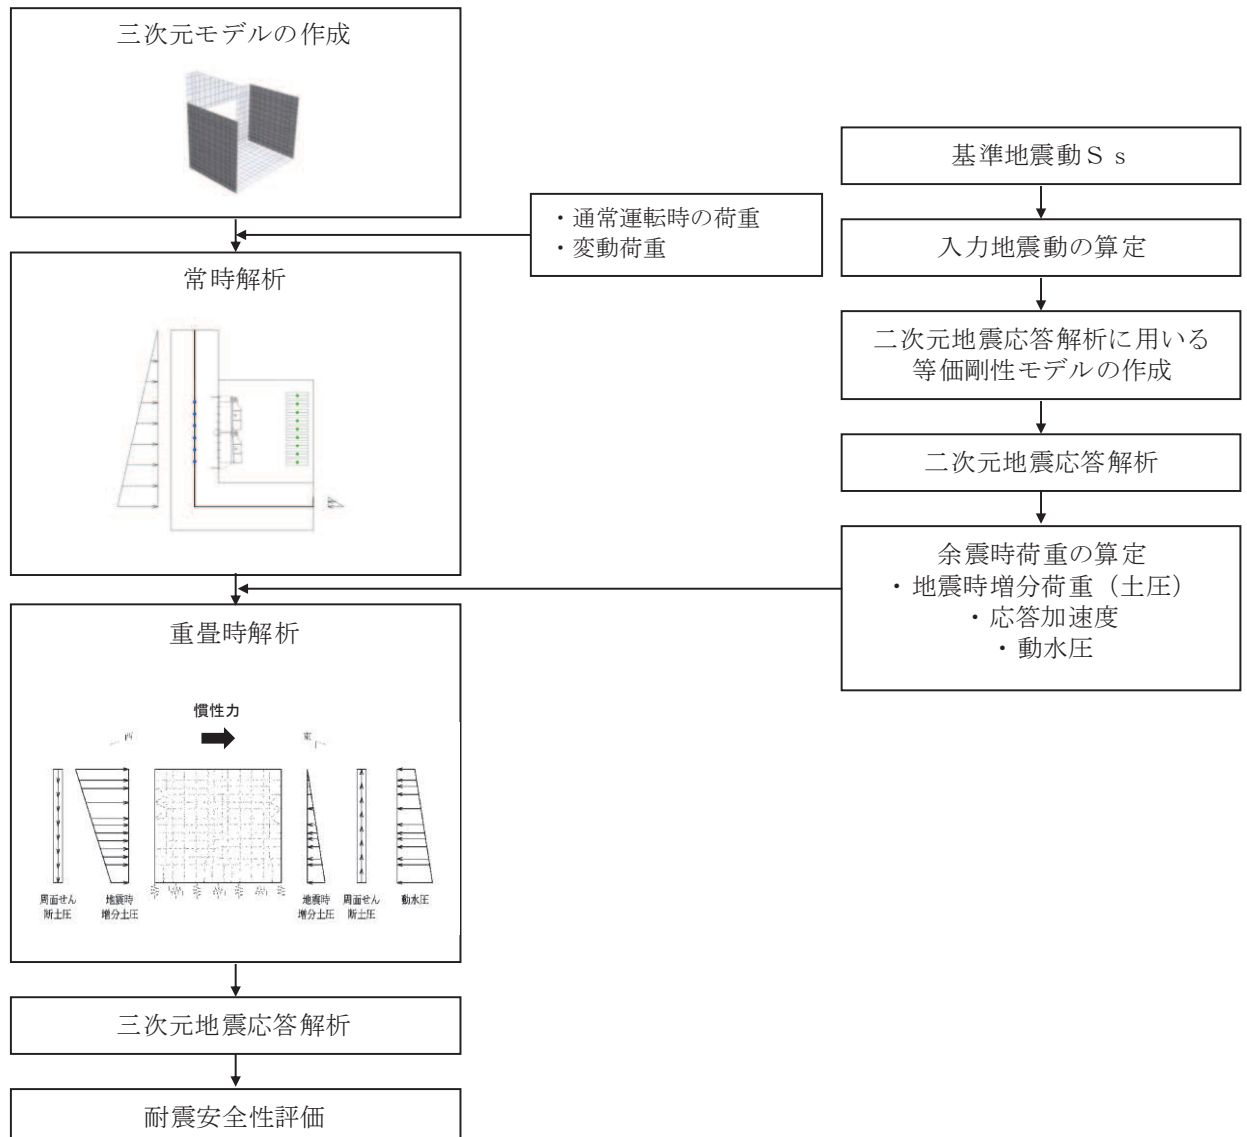 三次元モデルの作成
・通常運転時の荷重
・変動荷重
常時解析
基準地震動Ｓｓ
入力地震動の算定
二次元地震応答解析に用いる
等価剛性モデルの作成
二次元地震応答解析
余震時荷重の算定
・地震時増分荷重（土圧）
・応答加速度
・動水圧
重畳時解析
慣性力
西
東
周面せん
断土圧
地震時
増分土圧
地震時
増分土圧
周面せん
断土圧
動水圧
三次元地震応答解析
耐震安全性評価